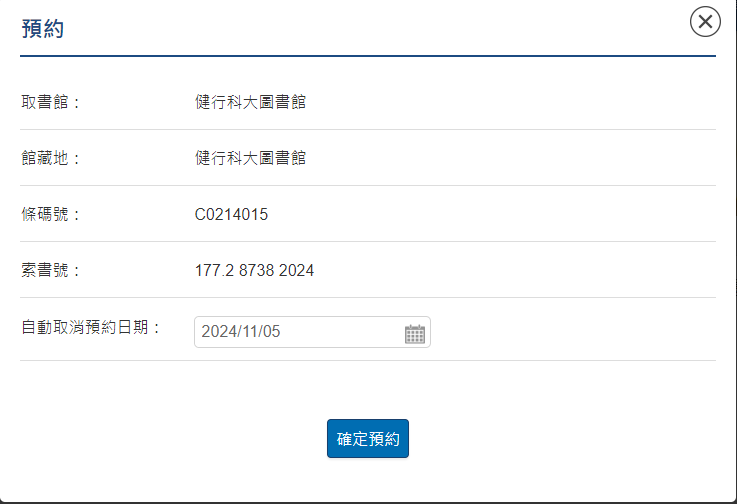 預約
取書館： 健行科大圖書館
館藏地： 健行科大圖書館
條碼號： C0214015
索書號： 177.2 8738 2024
自動取消預約日期： 2024/11/05
確定預約